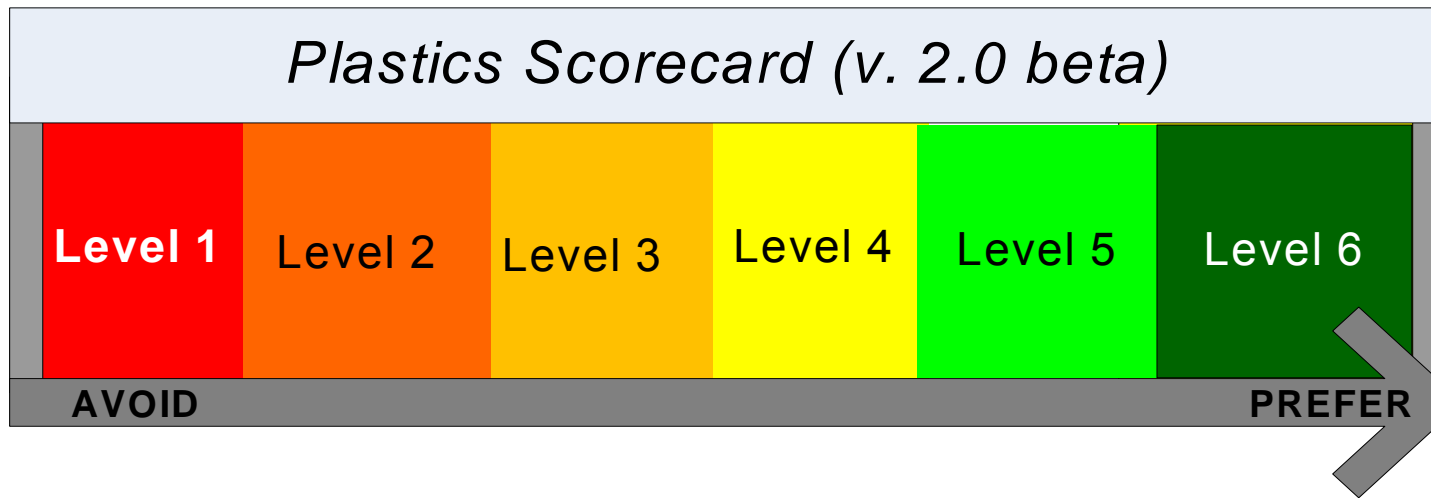 Plastics Scorecard (v. 2.0 beta)
Level 1 Level 2 Level 3 Level 4 Level 5 Level 6
AVOID PREFER